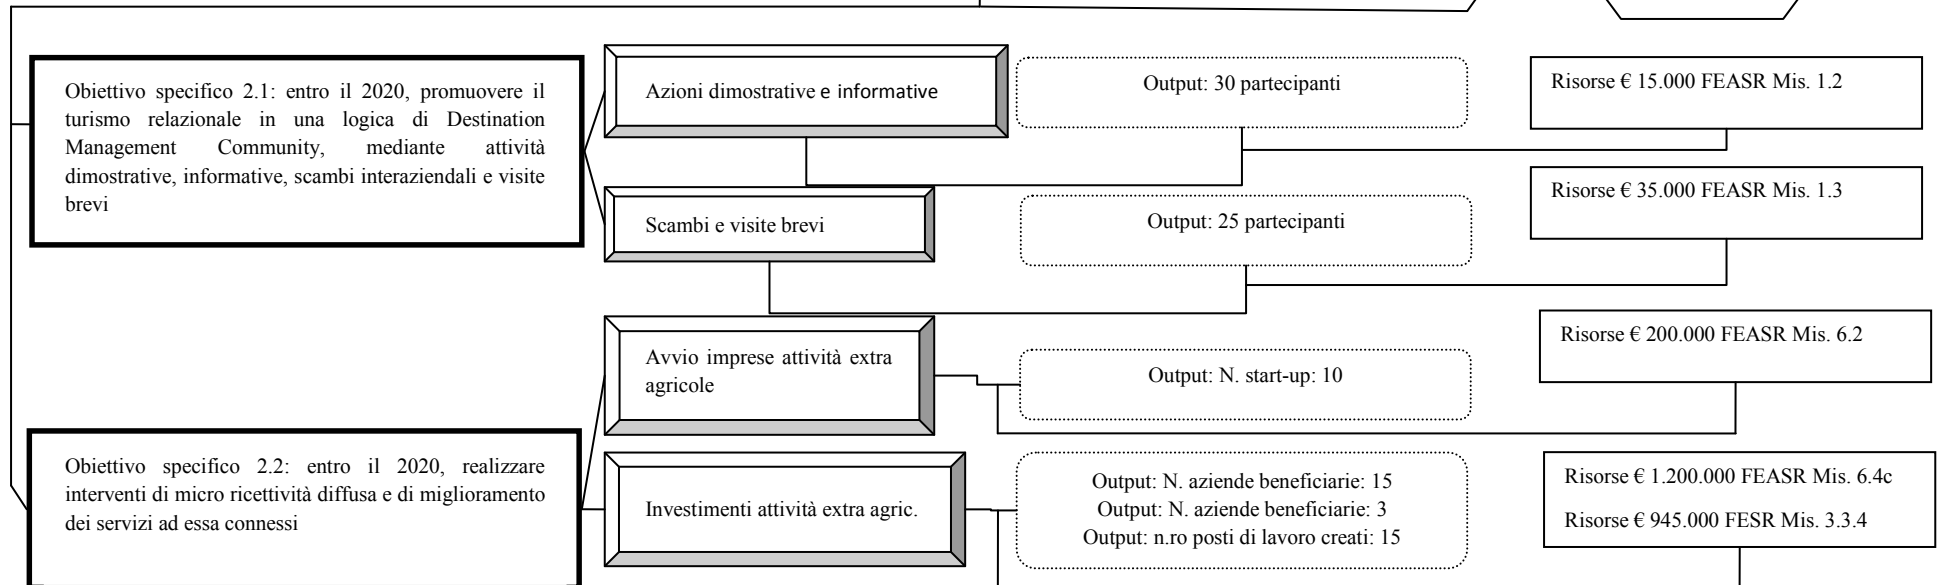 Obiettivo specifico 2.1: entro il 2020, promuovere il
turismo relazionale in una logica di Destination
Management Community, mediante attività
dimostrative, informative, scambi interaziendali e visite
brevi
Azioni dimostrative e informative
Output: 30 partecipanti
Risorse € 15.000 FEASR Mis. 1.2
Scambi e visite brevi
Output: 25 partecipanti
Risorse € 35.000 FEASR Mis. 1.3
Obiettivo specifico 2.2: entro il 2020, realizzare
interventi di micro ricettività diffusa e di miglioramento
dei servizi ad essa connessi
Avvio imprese attività extra
agricole
Output: N. start-up: 10
Risorse € 200.000 FEASR Mis. 6.2
Investimenti attività extra agric.
Output: N. aziende beneficiarie: 15
Output: N. aziende beneficiarie: 3
Output: n.ro posti di lavoro creati: 15
Risorse € 1.200.000 FEASR Mis. 6.4c
Risorse € 945.000 FESR Mis. 3.3.4